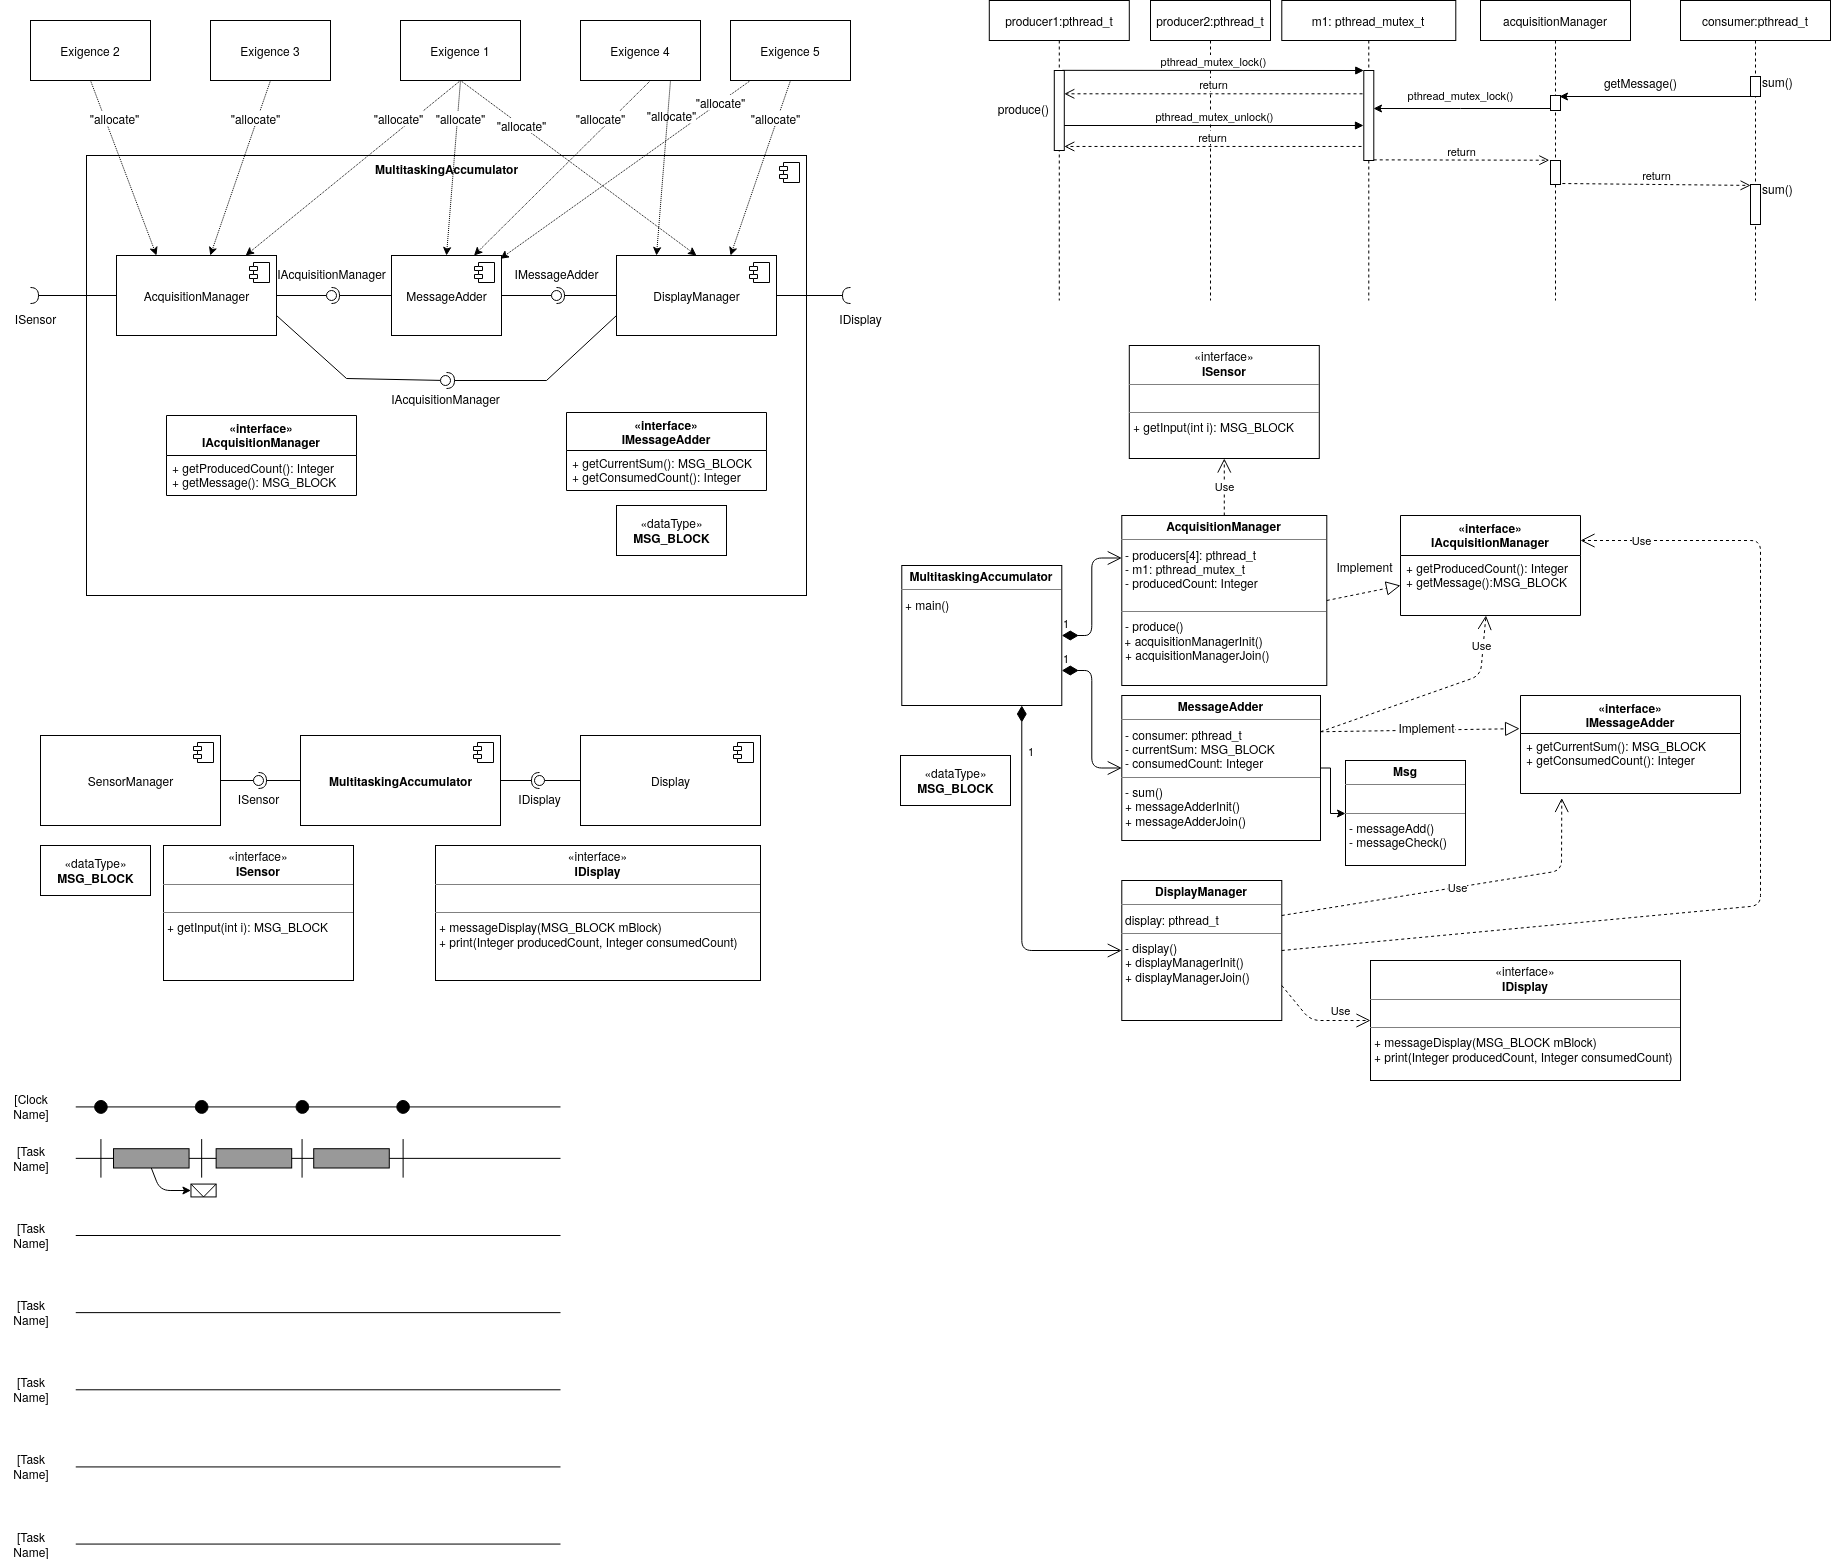 Exigence 2
Exigence 3
Exigence 1
Exigence 4
Exigence 5
"allocate"
"allocate"
"allocate"
"allocate"
"allocate"
"allocate"
"allocate"
"allocate"
"allocate"
MultitaskingAccumulator
IAcquisitionManager
IMessageAdder
AcquisitionManager
MessageAdder
DisplayManager
ISensor
IDisplay
IAcquisitionManager
«interface»
IAcquisitionManager
+ getProducedCount(): Integer
+ getMessage(): MSG_BLOCK
«interface»
IMessageAdder
+ getCurrentSum(): MSG_BLOCK
+ getConsumedCount(): Integer
«dataType»
MSG_BLOCK
SensorManager
ISensor
MultitaskingAccumulator
IDisplay
Display
«dataType»
MSG_BLOCK
«interface»
ISensor
+ getInput(int i): MSG_BLOCK
«interface»
IDisplay
+ messageDisplay(MSG_BLOCK mBlock)
+ print(Integer producedCount, Integer consumedCount)
[Clock
Name]
[Task
Name]
[Task
Name]
[Task
Name]
[Task
Name]
[Task
Name]
[Task
Name]
producer1:pthread_t
producer2:pthread_t
m1: pthread_mutex_t
acquisitionManager
consumer:pthread_t
pthread_mutex_lock()
return
produce()
pthread_mutex_unlock()
return
getMessage()
sum()
pthread_mutex_lock()
return
return
sum()
«interface»
ISensor
+ getInput(int i): MSG_BLOCK
Use
AcquisitionManager
- producers[4]: pthread_t
- m1: pthread_mutex_t
- producedCount: Integer
- produce()
+ acquisitionManagerInit()
+ acquisitionManagerJoin()
Implement
«interface»
IAcquisitionManager
+ getProducedCount(): Integer
+ getMessage():MSG_BLOCK
Use
MultitaskingAccumulator
+ main()
1
1
1
Use
MessageAdder
- consumer: pthread_t
- currentSum: MSG_BLOCK
- consumedCount: Integer
- sum()
+ messageAdderInit()
+ messageAdderJoin()
Implement
«interface»
IMessageAdder
+ getCurrentSum(): MSG_BLOCK
+ getConsumedCount(): Integer
«dataType»
MSG_BLOCK
Msg
- messageAdd()
- messageCheck()
DisplayManager
display: pthread_t
- display()
+ displayManagerInit()
+ displayManagerJoin()
Use
Use
«interface»
IDisplay
+ messageDisplay(MSG_BLOCK mBlock)
+ print(Integer producedCount, Integer consumedCount)